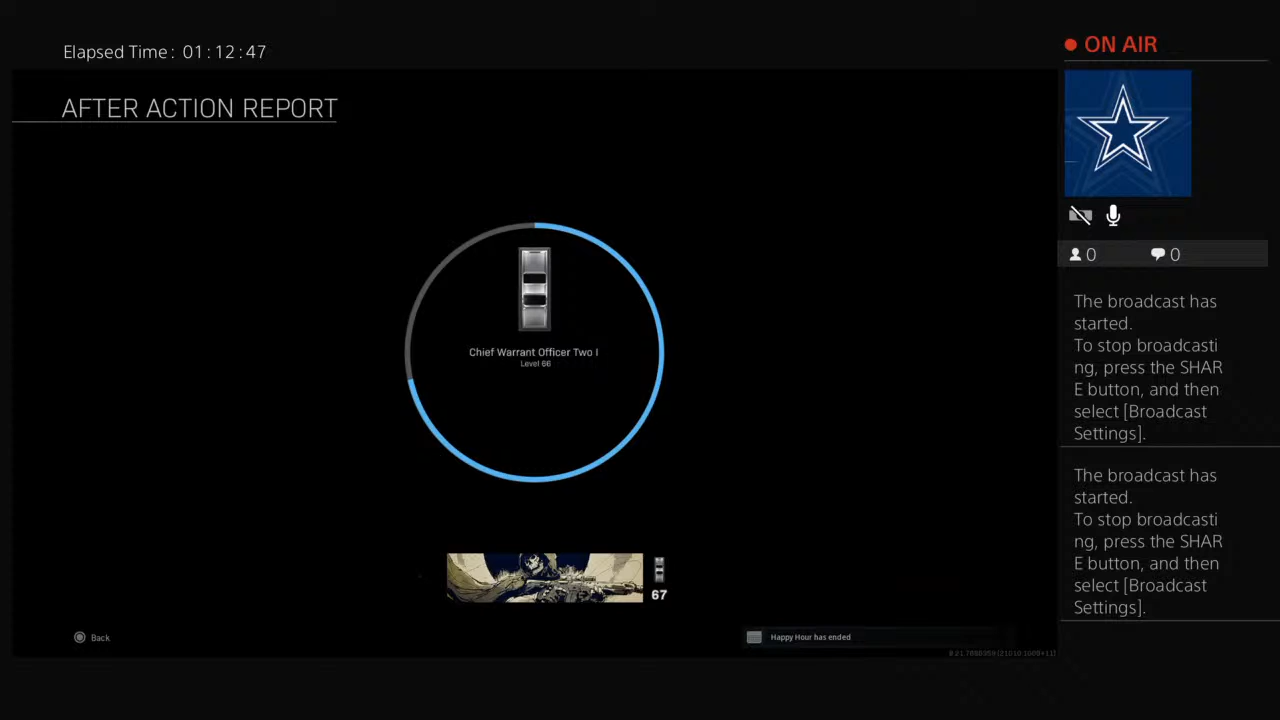 Elapsed Time: 01:12:47
ON AIR
AFTER ACTION REPORT
Chief Warrant Officer Two I
Level 66
0
0
The broadcast has
started.
To stop broadcasti
ng, press the SHAR
E button, and then
select [Broadcast
Settings].
The broadcast has
started.
To stop broadcasti
ng, press the SHAR
E button, and then
select [Broadcast
Settings].
67
Back
Happy Hour has ended